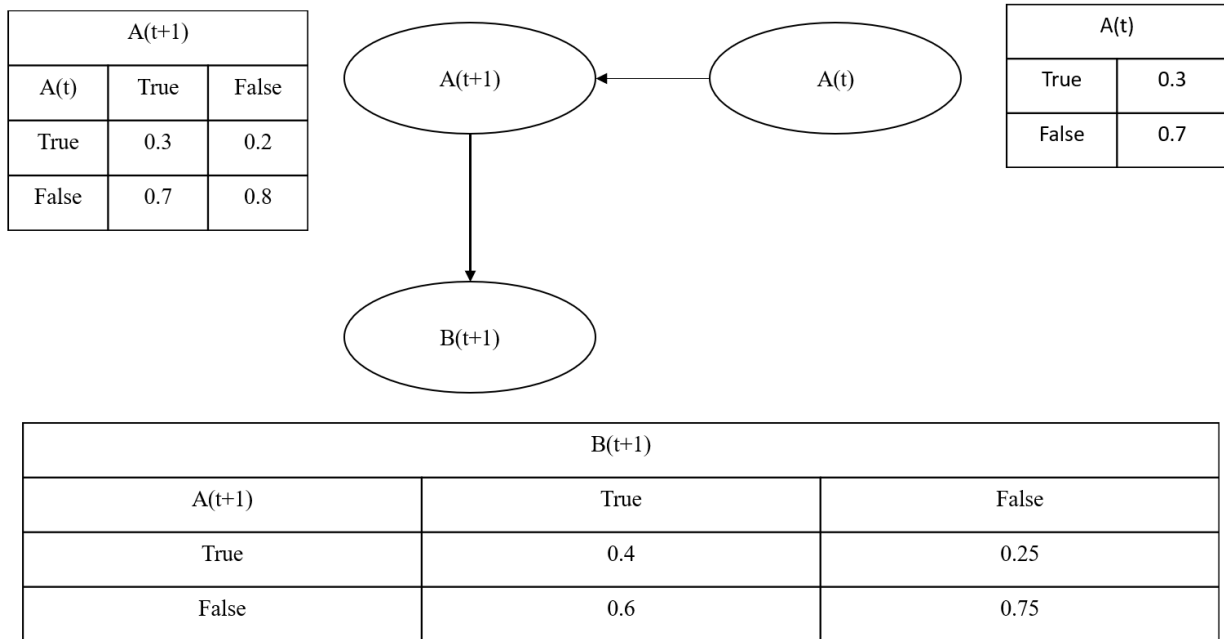 A(t+1)
A(t) True False
True 0.3 0.2
False 0.7 0.8
A(t+1)
A(t)
A(t)
True 0.3
False 0.7
B(t+1)
B(t+1)
A(t+1) True False
True 0.4 0.25
False 0.6 0.75